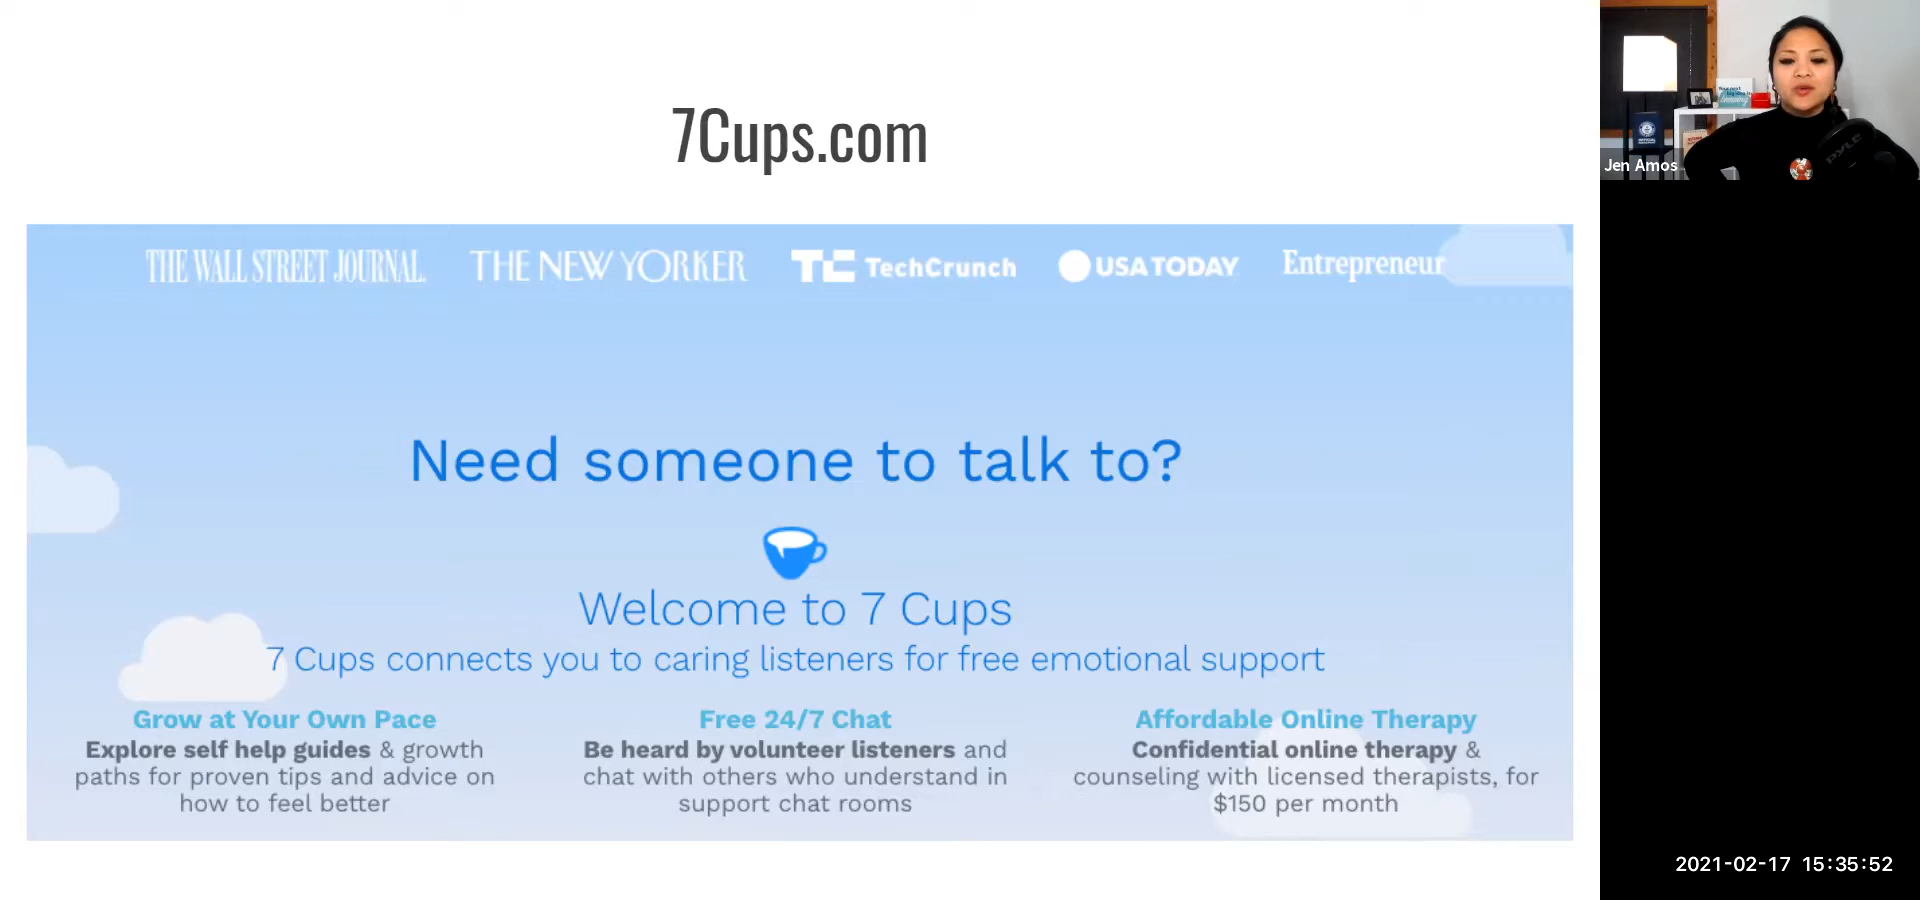 7Cups.com
THE WALL STREET JOURNAL.
THE NEW YORKER
TC TechCrunch
USA TODAY
Entrepreneur
Need someone to talk to?
Welcome to 7 Cups
7 Cups connects you to caring listeners for free emotional support
Grow at Your Own Pace
Explore self help guides & growth
paths for proven tips and advice on
how to feel better
Free 24/7 Chat
Be heard by volunteer listeners and
chat with others who understand in
support chat rooms
Affordable Online Therapy
Confidential online therapy &
counseling with licensed therapists, for
$150 per month
Jen Amos
PYLE
2021-02-17 15:35:52